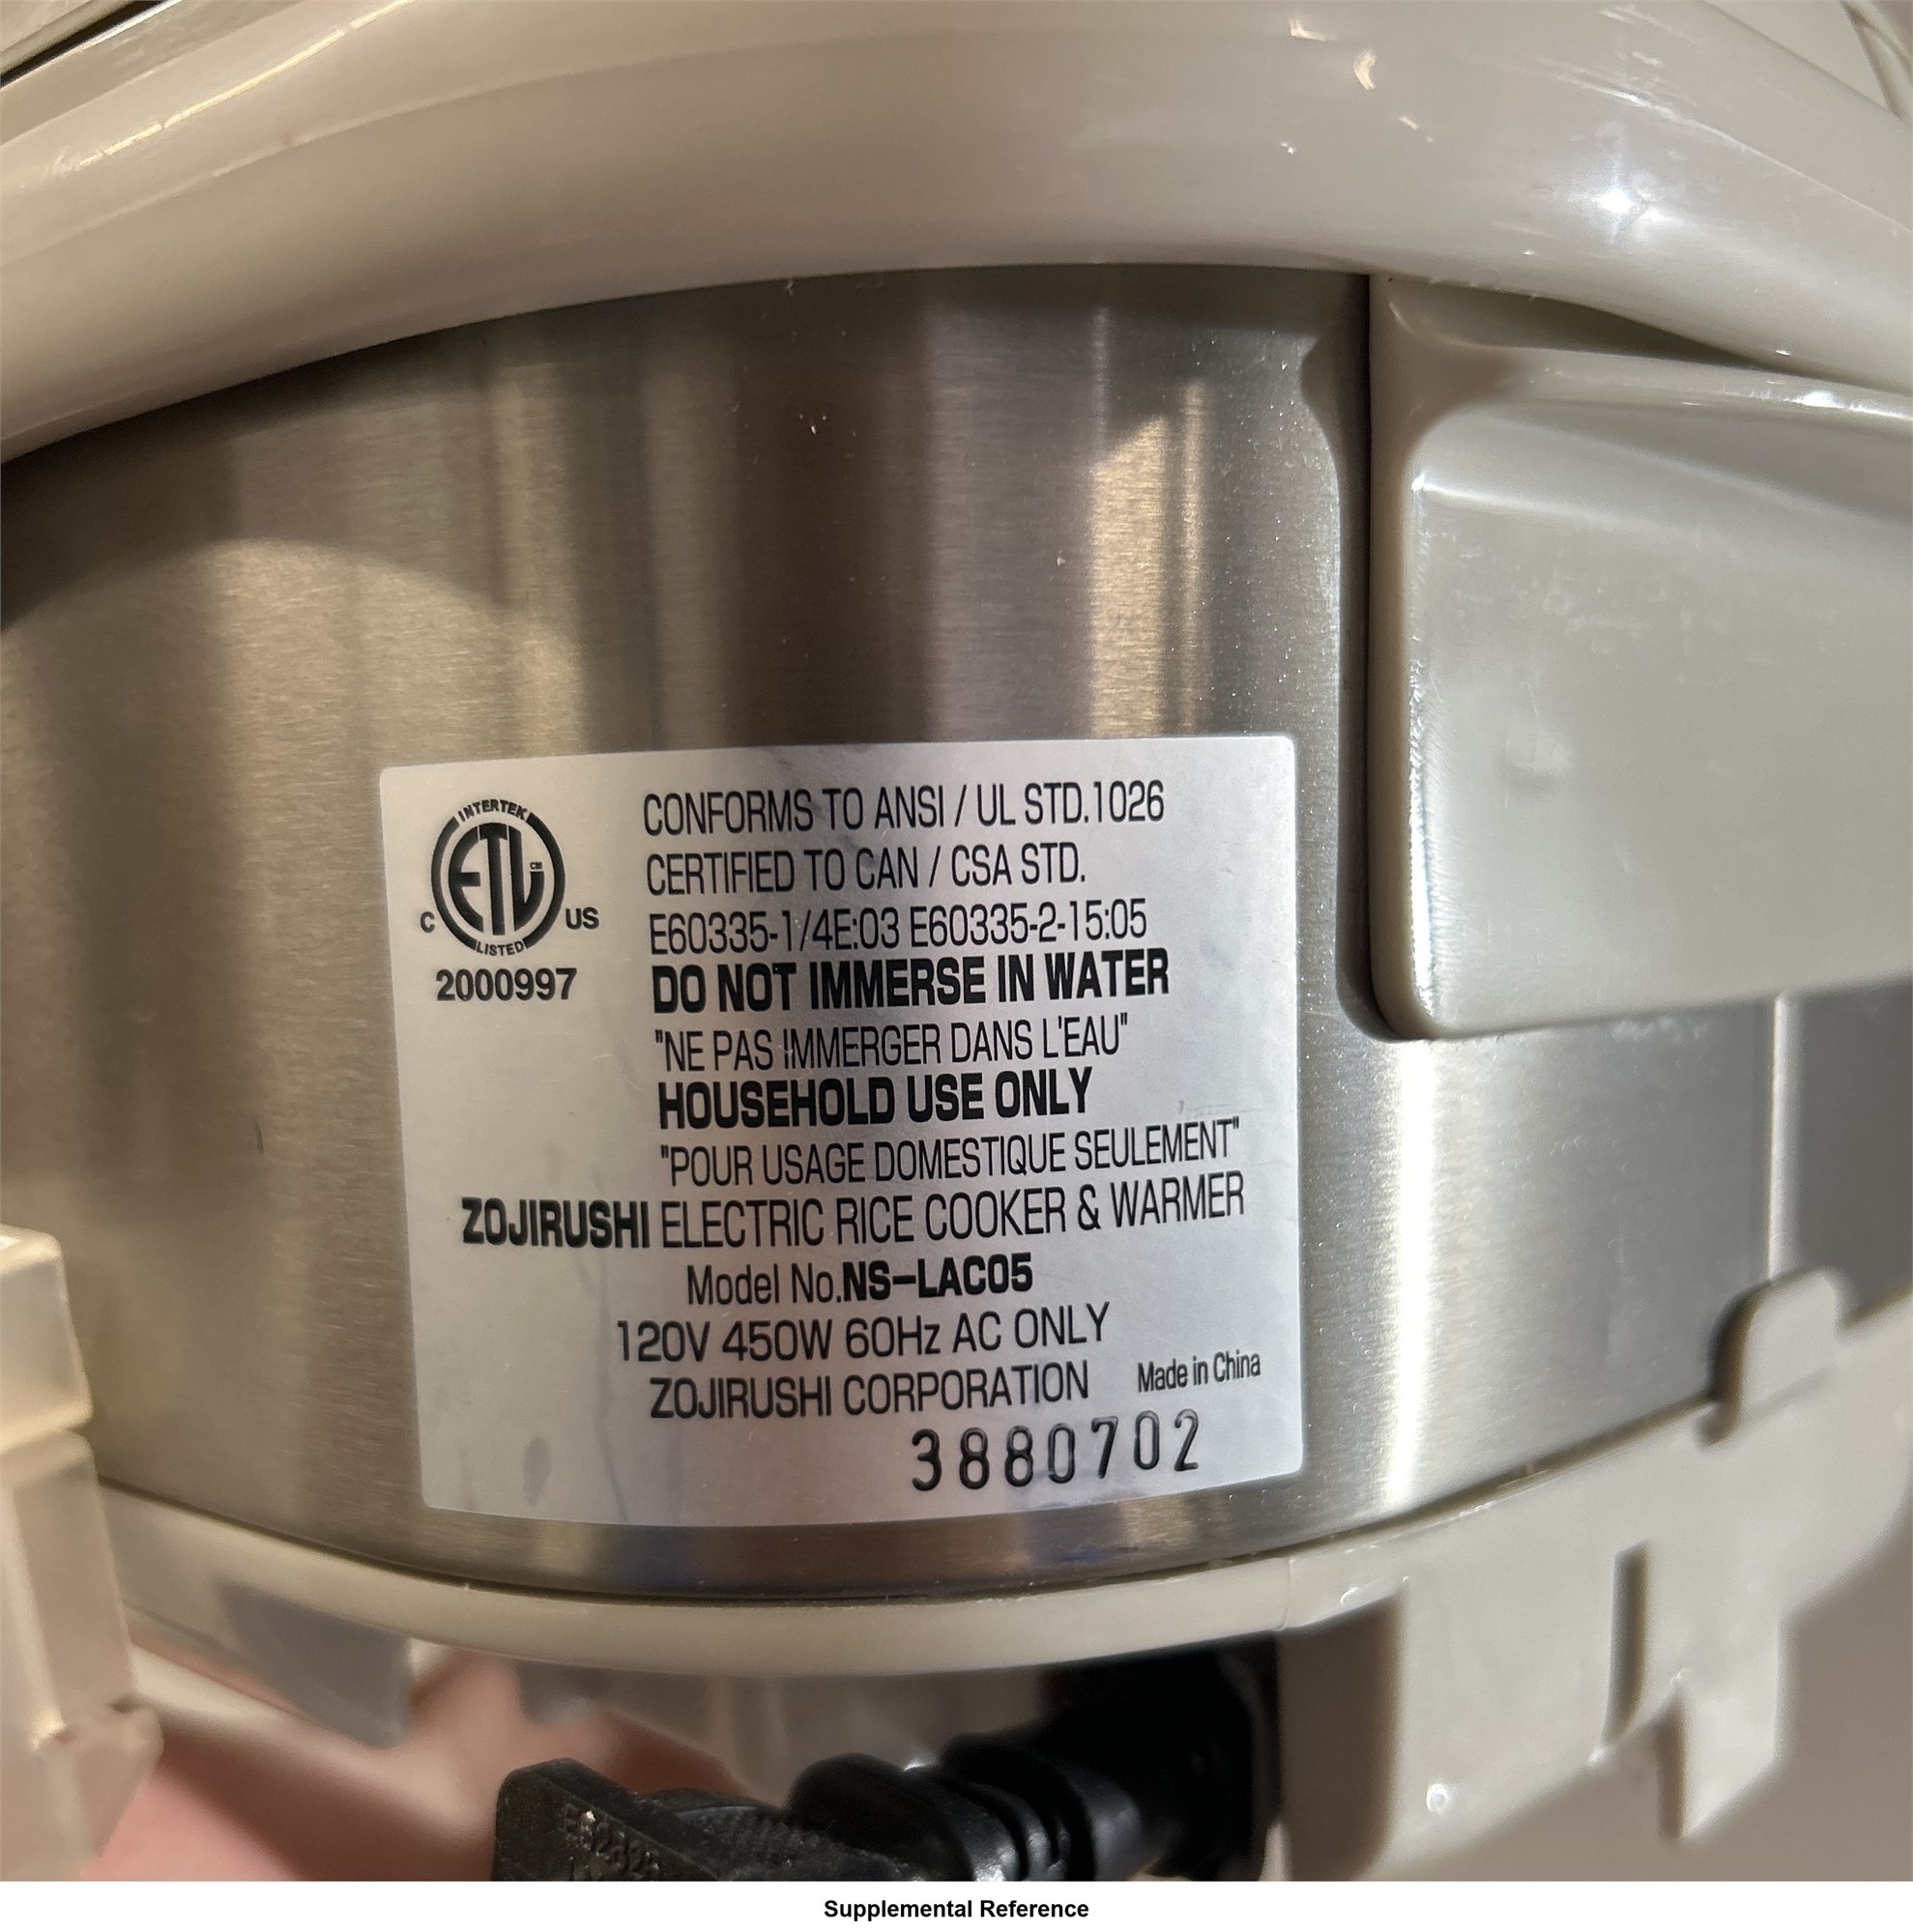 INTERTEK
ETL CM
C US
LISTED
2000997
CONFORMS TO ANSI / UL STD.1026
CERTIFIED TO CAN / CSA STD.
E60335-1/4E:03 E60335-2-15:05
DO NOT IMMERSE IN WATER
"NE PAS IMMERGER DANS L'EAU"
HOUSEHOLD USE ONLY
"POUR USAGE DOMESTIQUE SEULEMENT"
ZOJIRUSHI ELECTRIC RICE COOKER & WARMER
Model No.NS-LAC05
120V 450W 60Hz AC ONLY
ZOJIRUSHI CORPORATION Made in China
3880702
Supplemental Reference